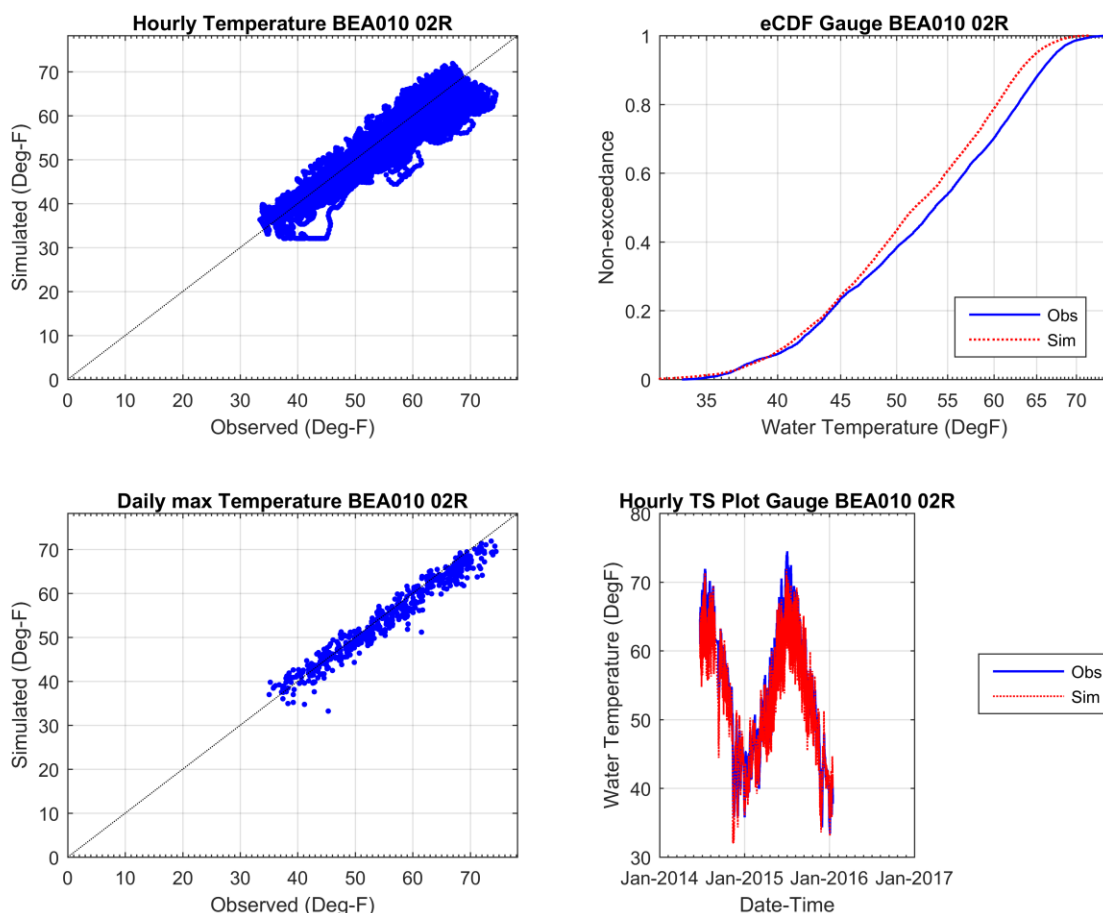 Hourly Temperature BEA010 02R
Simulated (Deg-F)
70
60
50
40
30
20
10
0
0 10 20 30 40 50 60 70
Observed (Deg-F)
eCDF Gauge BEA010 02R
Non-exceedance
1
0.8
0.6
0.4
0.2
0
35 40 45 50 55 60 65 70
Water Temperature (DegF)
Obs
Sim
Daily max Temperature BEA010 02R
Simulated (Deg-F)
70
60
50
40
30
20
10
0
0 10 20 30 40 50 60 70
Observed (Deg-F)
Hourly TS Plot Gauge BEA010 02R
Water Temperature (DegF)
80
70
60
50
40
30
Jan-2014 Jan-2015 Jan-2016 Jan-2017
Date-Time
Obs
Sim